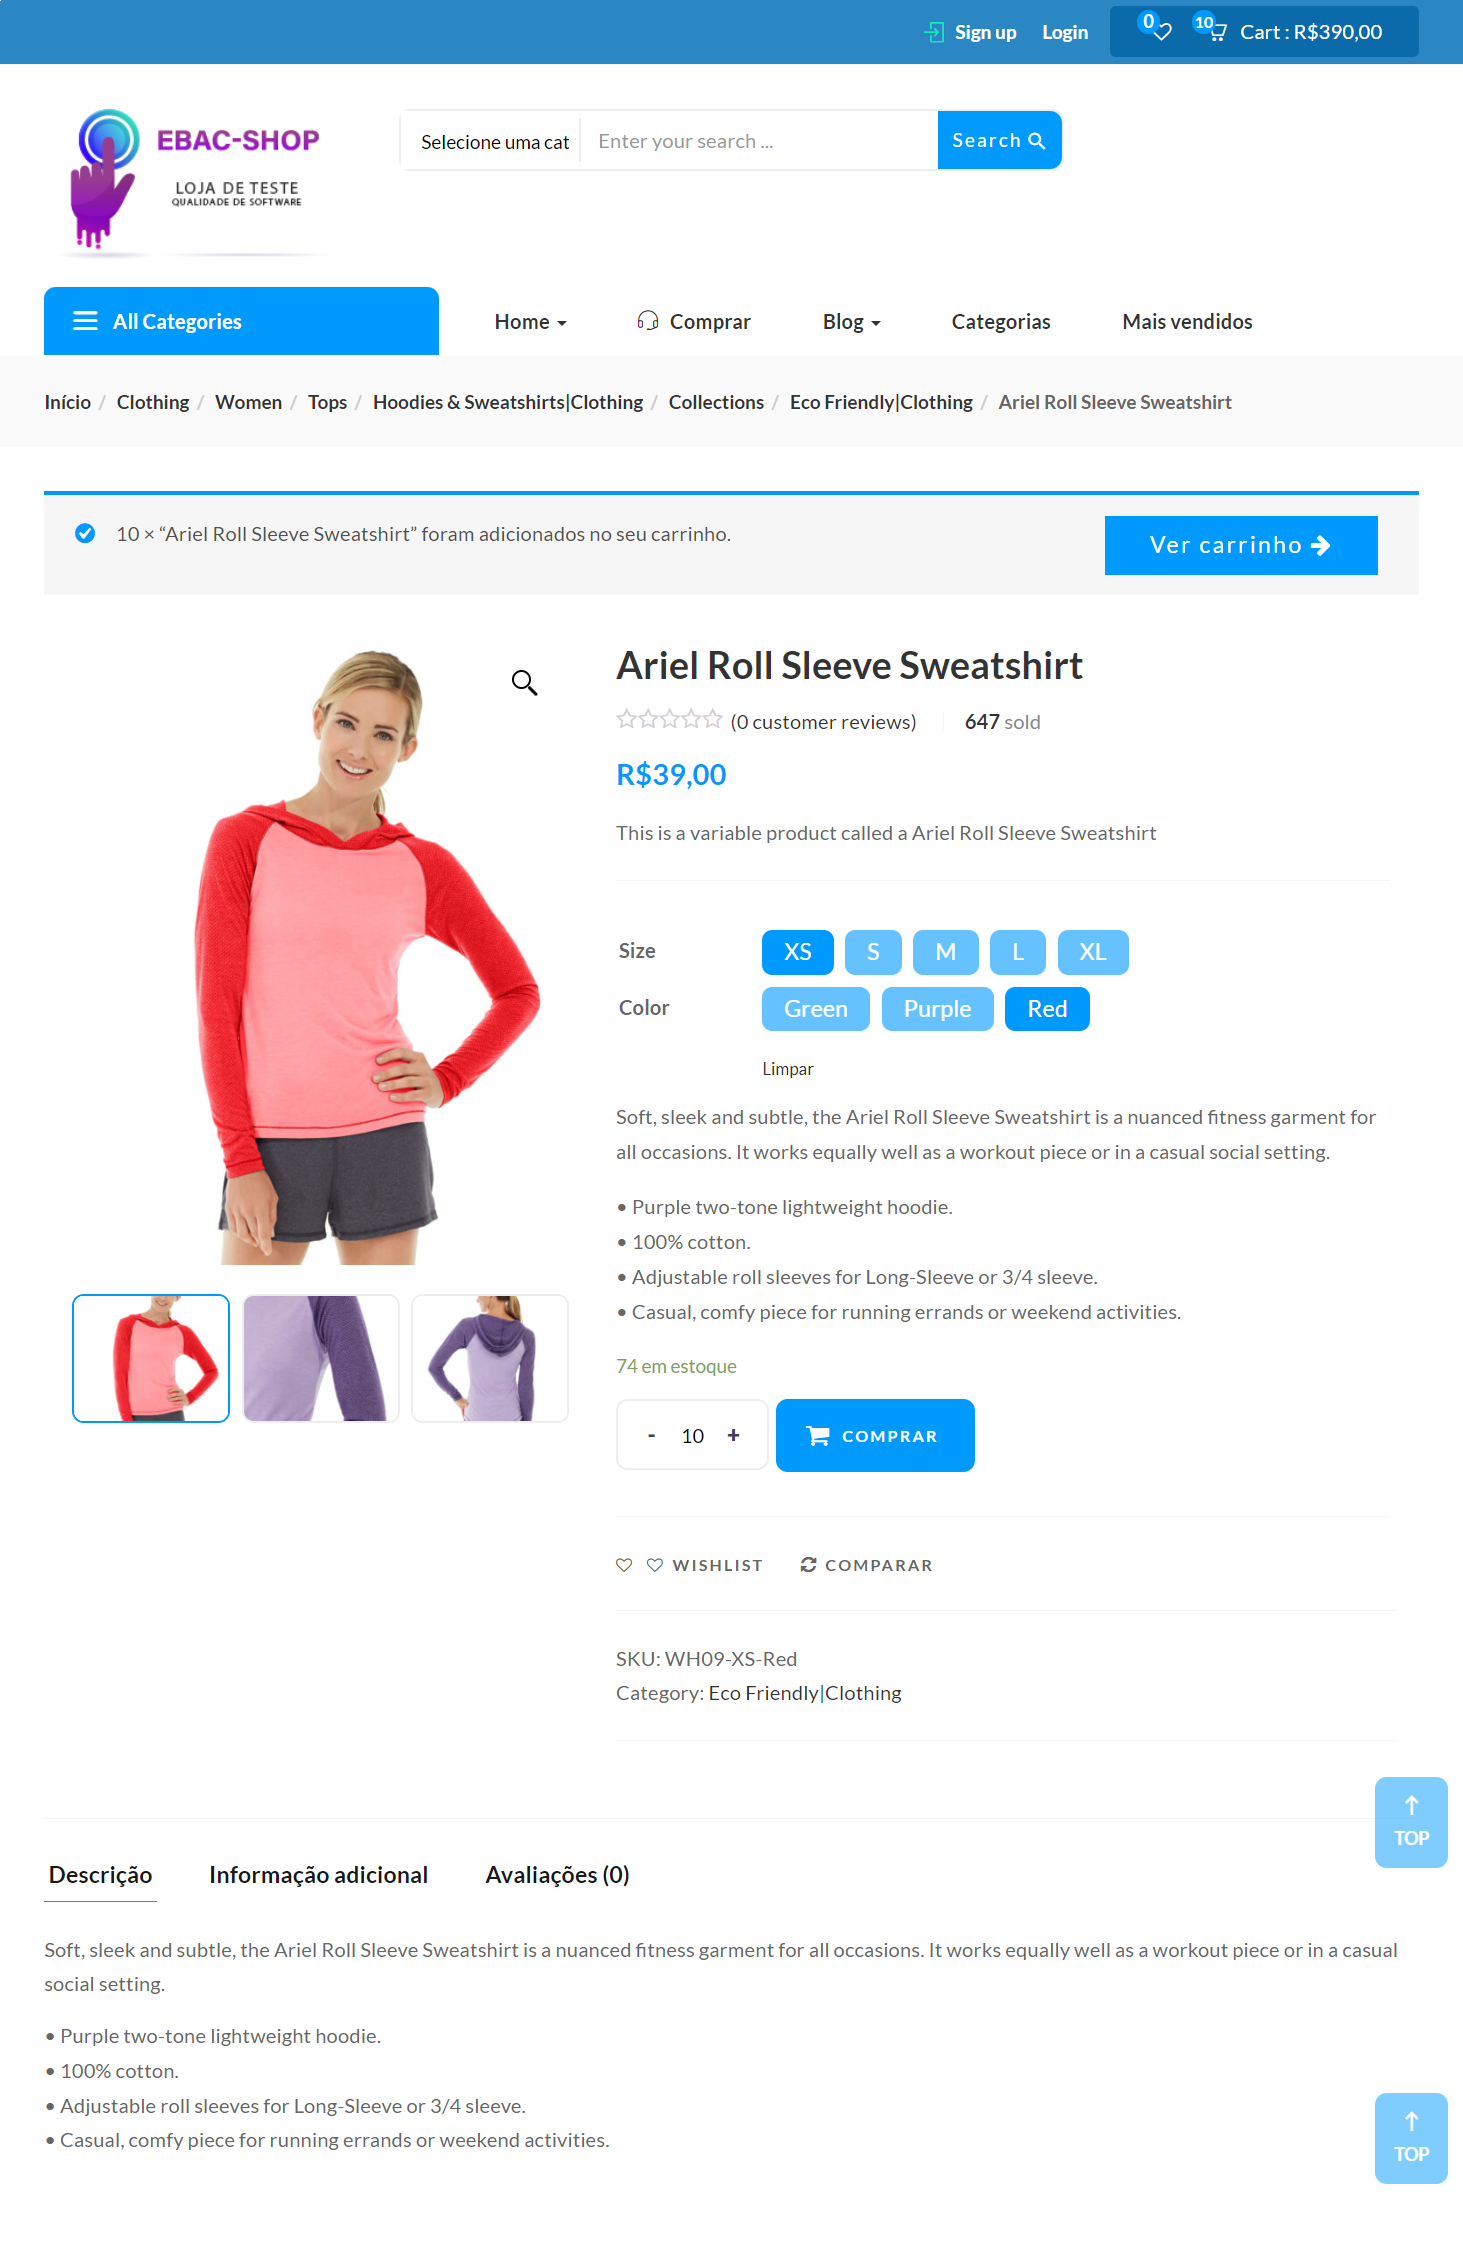 Sign up Login 0 10 Cart : R$390,00
EBAC-SHOP
LOJA DE TESTE
QUALIDADE DE SOFTWARE
Selecione uma cat Enter your search ... Search
All Categories Home Comprar Blog Categorias Mais vendidos
Início / Clothing / Women / Tops / Hoodies & Sweatshirts|Clothing / Collections / Eco Friendly|Clothing / Ariel Roll Sleeve Sweatshirt
10 × “Ariel Roll Sleeve Sweatshirt” foram adicionados no seu carrinho. Ver carrinho
Ariel Roll Sleeve Sweatshirt
(0 customer reviews) 647 sold
R$39,00
This is a variable product called a Ariel Roll Sleeve Sweatshirt
Size XS S M L XL
Color Green Purple Red
Limpar
Soft, sleek and subtle, the Ariel Roll Sleeve Sweatshirt is a nuanced fitness garment for
all occasions. It works equally well as a workout piece or in a casual social setting.
• Purple two-tone lightweight hoodie.
• 100% cotton.
• Adjustable roll sleeves for Long-Sleeve or 3/4 sleeve.
• Casual, comfy piece for running errands or weekend activities.
74 em estoque
- 10 + COMPRAR
WISHLIST COMPARAR
SKU: WH09-XS-Red
Category: Eco Friendly|Clothing
TOP
Descrição Informação adicional Avaliações (0)
Soft, sleek and subtle, the Ariel Roll Sleeve Sweatshirt is a nuanced fitness garment for all occasions. It works equally well as a workout piece or in a casual
social setting.
• Purple two-tone lightweight hoodie.
• 100% cotton.
• Adjustable roll sleeves for Long-Sleeve or 3/4 sleeve.
• Casual, comfy piece for running errands or weekend activities.
TOP